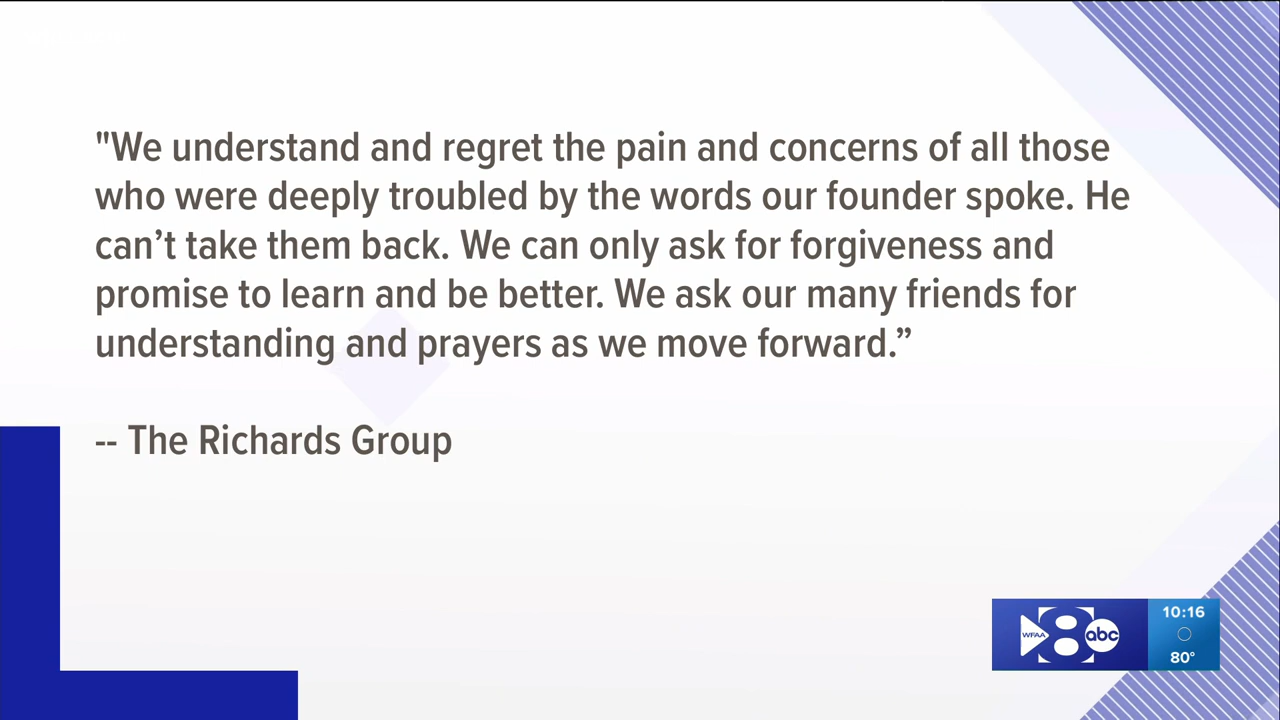 "We understand and regret the pain and concerns of all those
who were deeply troubled by the words our founder spoke. He
can’t take them back. We can only ask for forgiveness and
promise to learn and be better. We ask our many friends for
understanding and prayers as we move forward.”
-- The Richards Group
WFAA 8 abc
10:16
80°